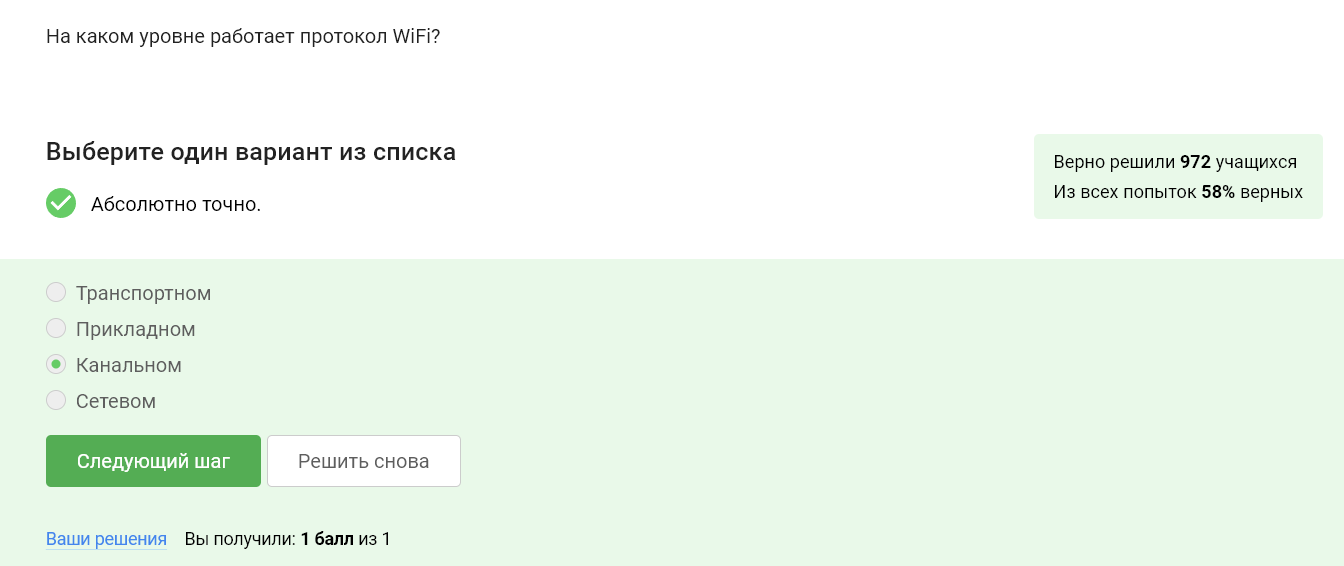 На каком уровне работает протокол WiFi?
Выберите один вариант из списка
Абсолютно точно.
Верно решили 972 учащихся
Из всех попыток 58% верных
Транспортном
Прикладном
Канальном
Сетевом
Следующий шаг
Решить снова
Ваши решения Вы получили: 1 балл из 1